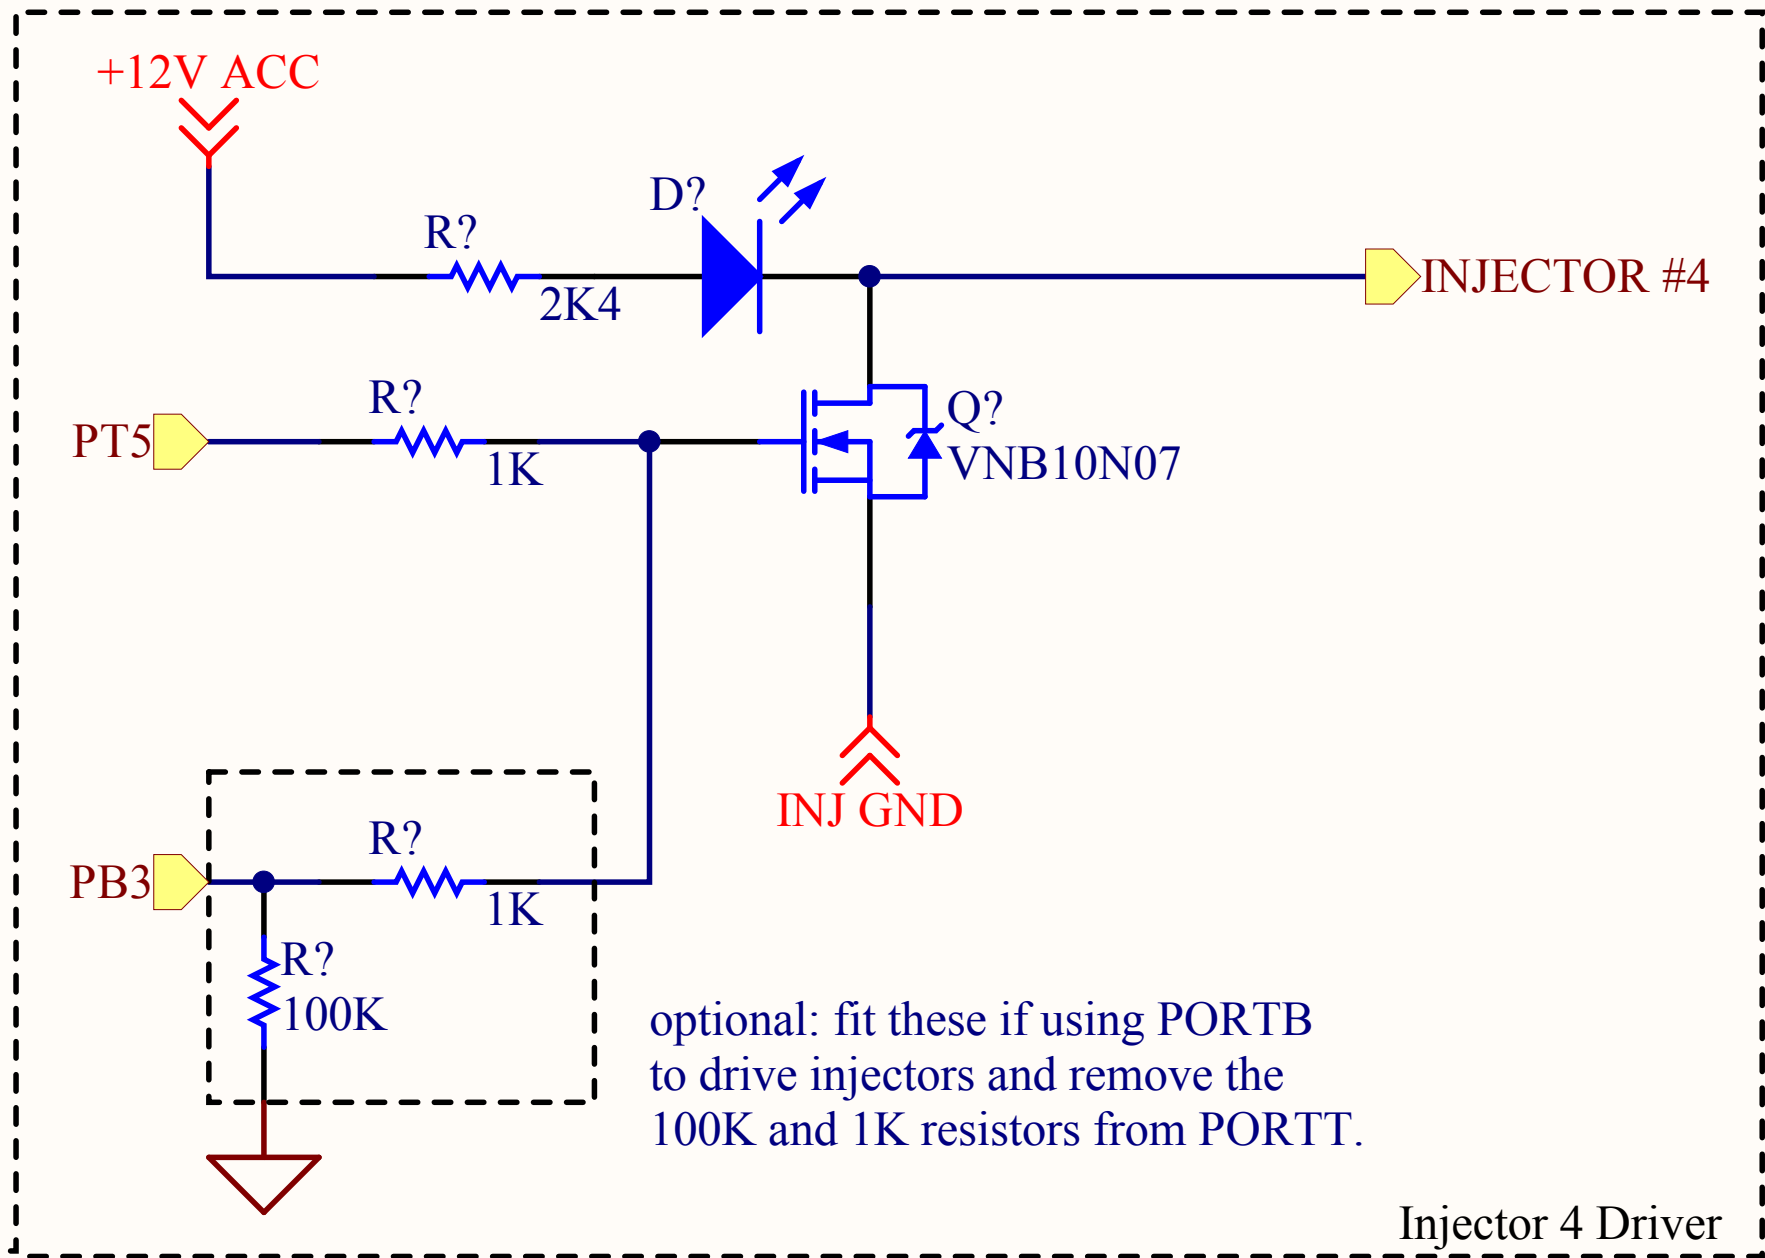 +12V ACC
D?
R?
2K4
INJECTOR #4
R?
PT5
1K
Q?
VNB10N07
INJ GND
R?
PB3
1K
R?
100K
optional: fit these if using PORTB
to drive injectors and remove the
100K and 1K resistors from PORTT.
Injector 4 Driver